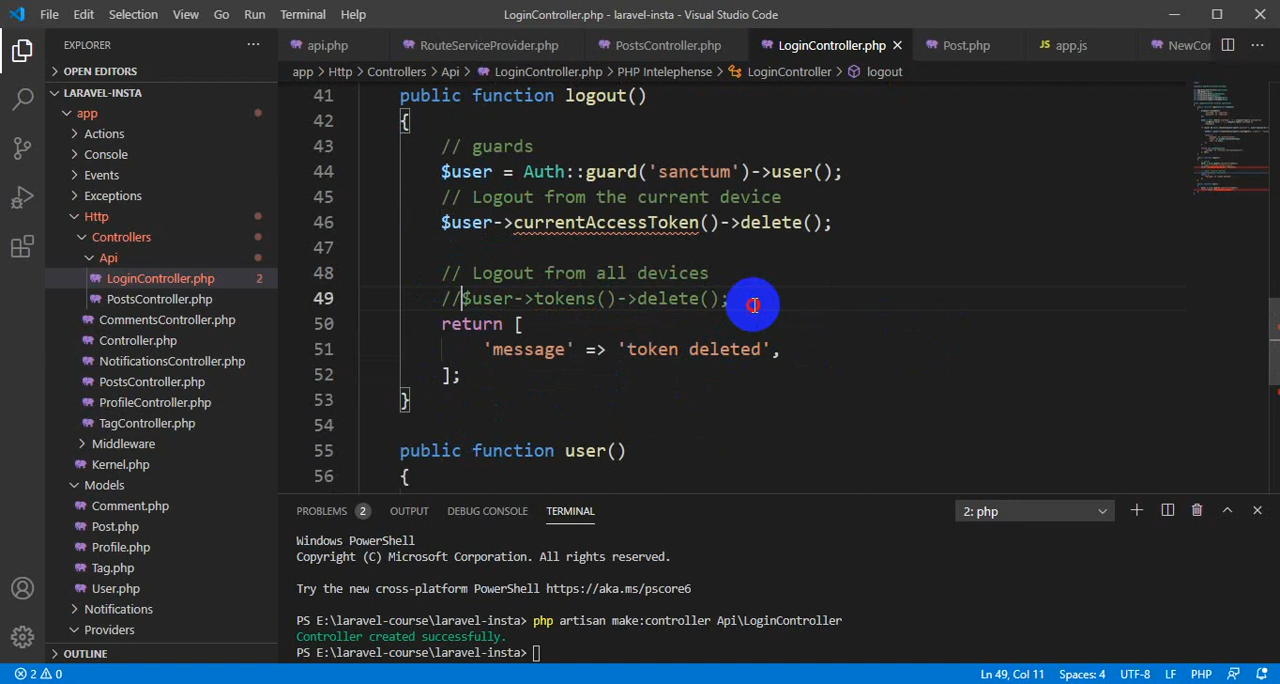 File Edit Selection View Go Run Terminal Help LoginController.php - laravel-insta - Visual Studio Code
EXPLORER
api.php RouteServiceProvider.php PostsController.php LoginController.php Post.php JS app.js NewCor
OPEN EDITORS
app > Http > Controllers > Api > LoginController.php > PHP Intelephense > LoginController > logout
LARAVEL-INSTA
app
Actions
Console
Events
Exceptions
Http
Controllers
Api
LoginController.php 2
PostsController.php
CommentsController.php
Controller.php
NotificationsController.php
PostsController.php
ProfileController.php
TagController.php
Middleware
Kernel.php
Models
Comment.php
Post.php
Profile.php
Tag.php
User.php
Notifications
Providers
OUTLINE
41 public function logout()
42 {
43 // guards
44 $user = Auth::guard('sanctum')->user();
45 // Logout from the current device
46 $user->currentAccessToken()->delete();
47
48 // Logout from all devices
49 //$user->tokens()->delete();
50 return [
51 'message' => 'token deleted',
52 ];
53 }
54
55 public function user()
56 {
PROBLEMS 2 OUTPUT DEBUG CONSOLE TERMINAL 2: php
Windows PowerShell
Copyright (C) Microsoft Corporation. All rights reserved.
Try the new cross-platform PowerShell https://aka.ms/pscore6
PS E:\laravel-course\laravel-insta> php artisan make:controller Api\LoginController
Controller created successfully.
PS E:\laravel-course\laravel-insta>
2 0 Ln 49, Col 11 Spaces: 4 UTF-8 LF PHP